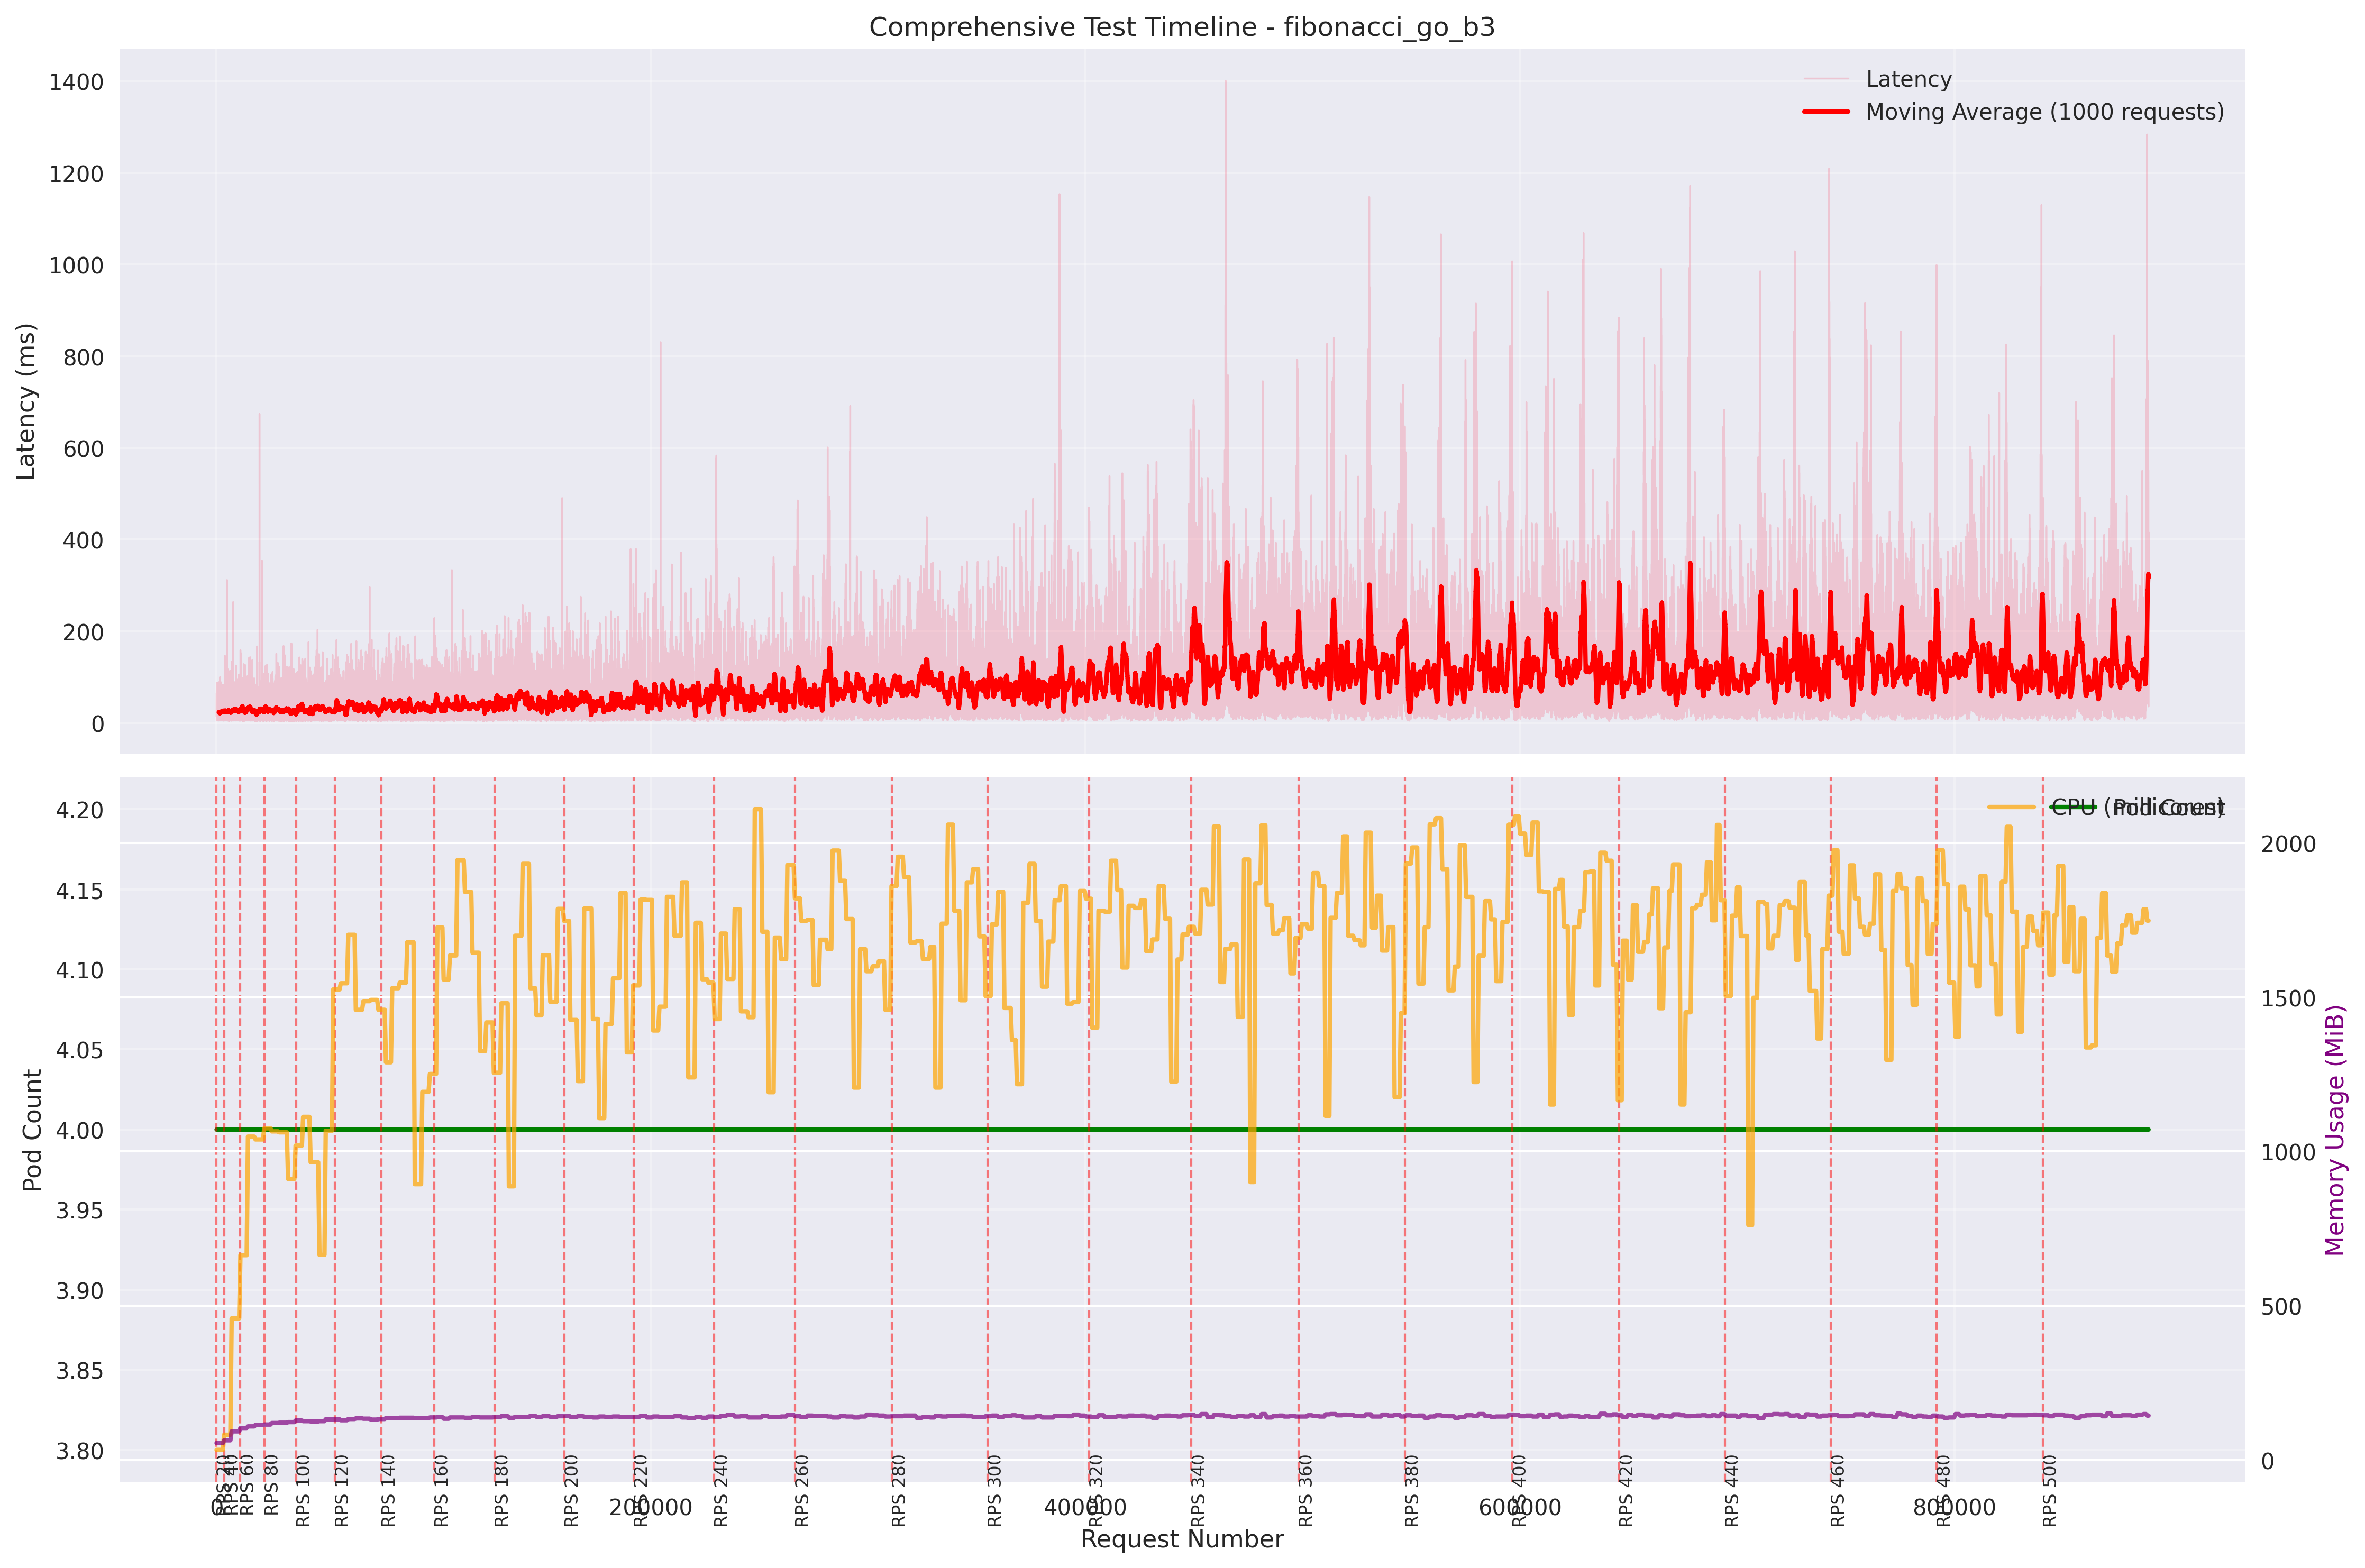 Comprehensive Test Timeline - fibonacci_go_b3
Latency
Moving Average (1000 requests)
Latency (ms)
1400
1200
1000
800
600
400
200
0
CPU (millicores)
Pod Count
Pod Count
4.20
4.15
4.10
4.05
4.00
3.95
3.90
3.85
3.80
2000
1500
1000
500
0
Memory Usage (MiB)
RPS 20
RPS 40
RPS 60
RPS 80
RPS 100
RPS 120
RPS 140
RPS 160
RPS 180
RPS 200
RPS 220
RPS 240
RPS 260
RPS 280
RPS 300
RPS 320
RPS 340
RPS 360
RPS 380
RPS 400
RPS 420
RPS 440
RPS 460
RPS 480
RPS 500
0
200000
400000
600000
800000
Request Number